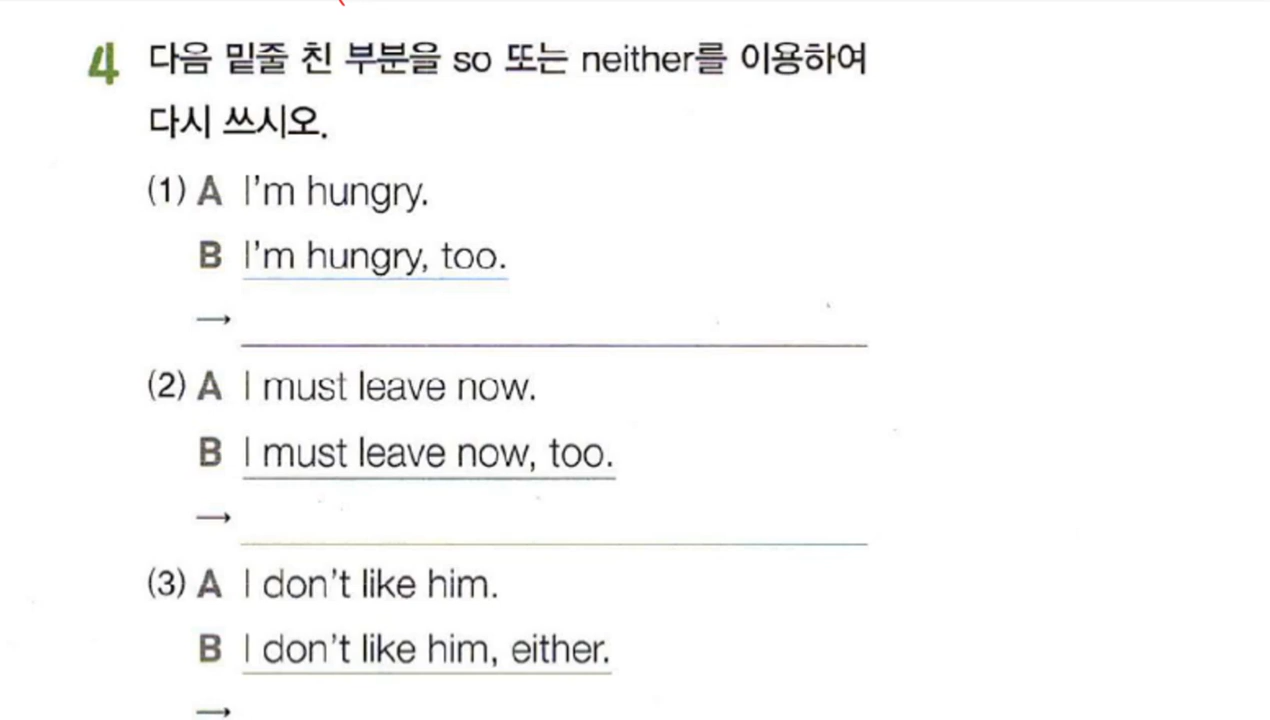 4 다음 밑줄 친 부분을 so 또는 neither를 이용하여
다시 쓰시오.
(1) A I'm hungry.
B I'm hungry, too.
→
(2) A I must leave now.
B I must leave now, too.
→
(3) A I don't like him.
B I don't like him, either.
→